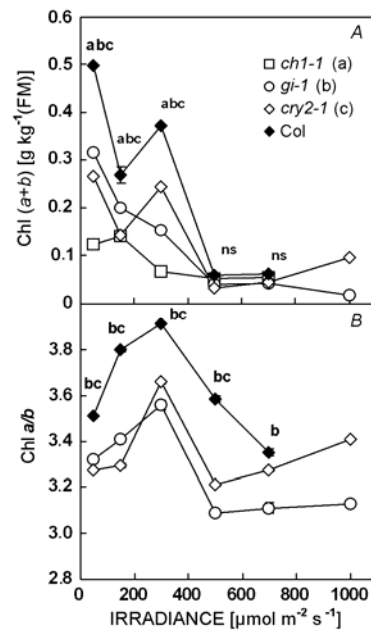 A
0.6
abc
ch1-1 (a)
gi-1 (b)
cry2-1 (c)
Col
0.5
abc
0.4
abc
0.3
0.2
ns
ns
0.1
0
Chl (a+b) [g kg⁻¹(FM)]
B
4.0
bc
bc
3.8
bc
bc
3.6
b
3.4
3.2
3.0
2.8
Chl a/b
0 200 400 600 800 1000
IRRADIANCE [µmol m⁻² s⁻¹]